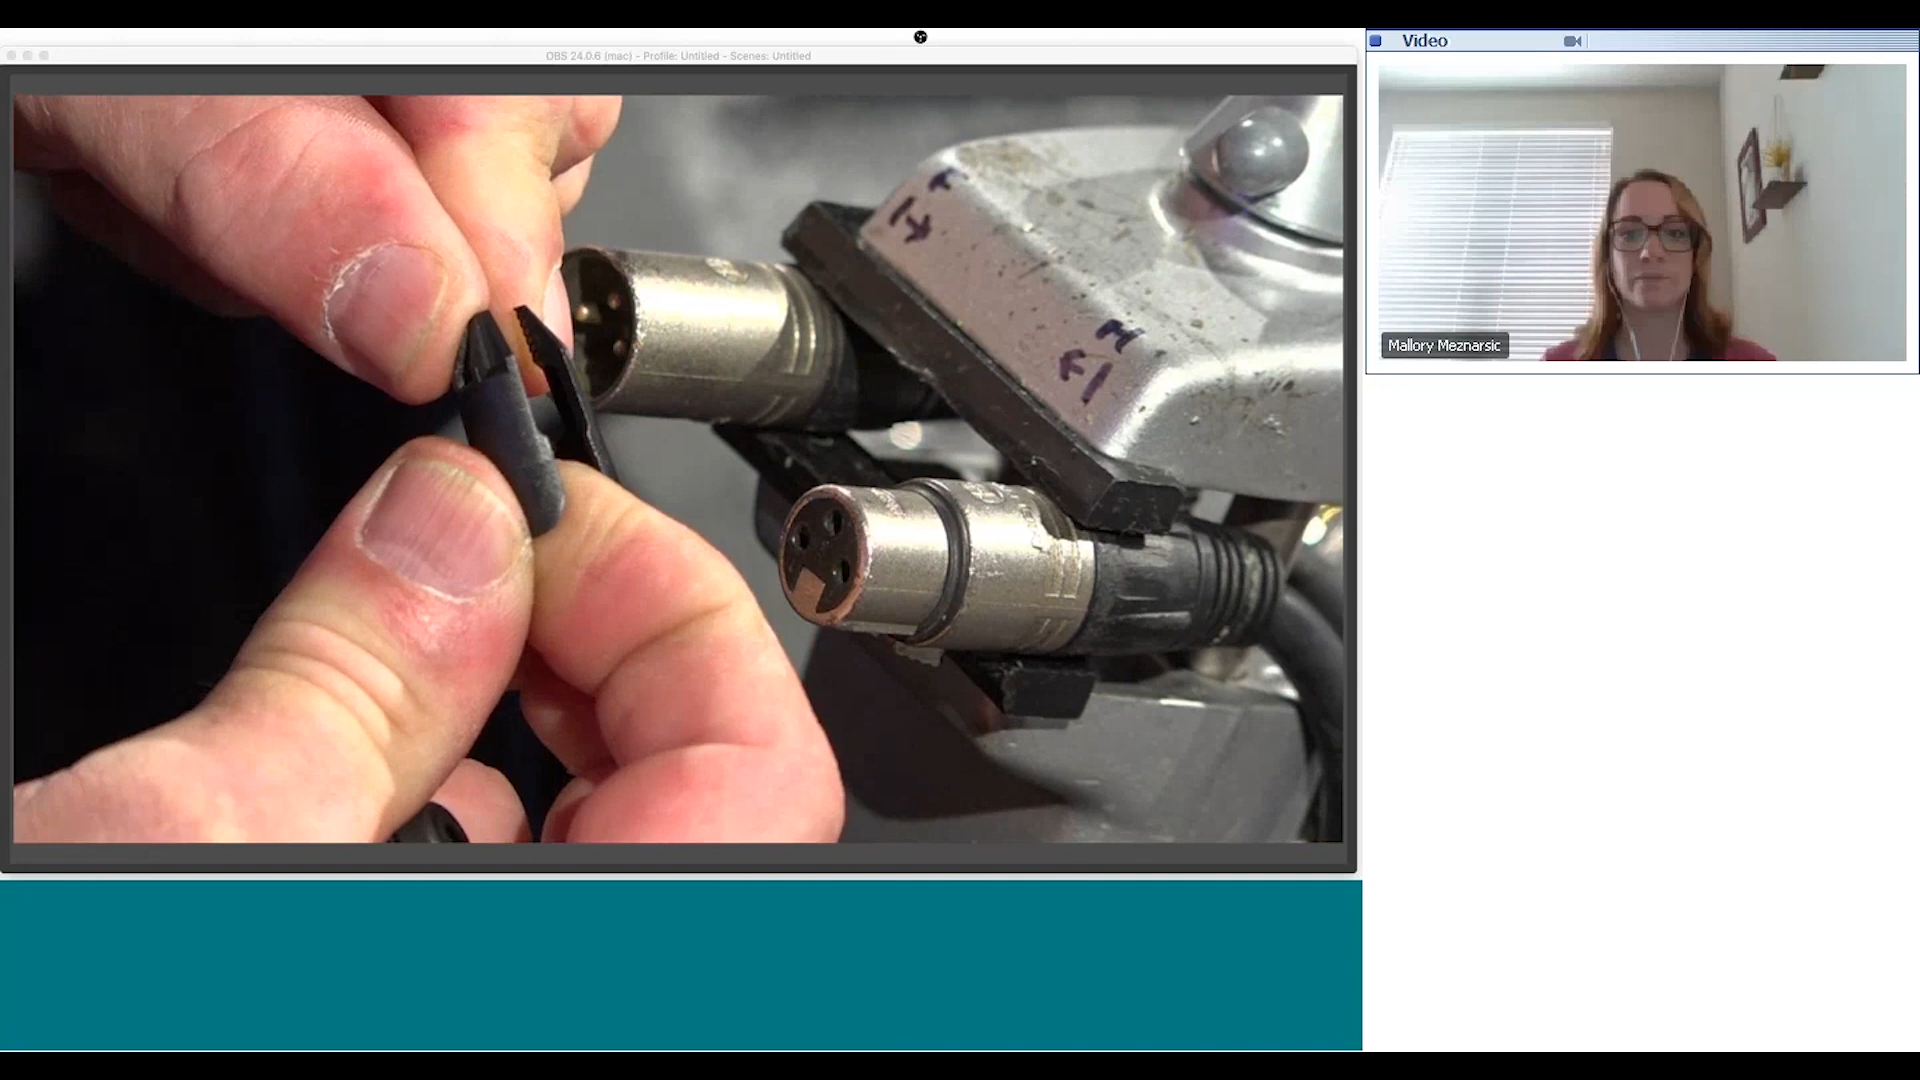 OBS 24.0.6 (mac) - Profile: Untitled - Scenes: Untitled
Video
Mallory Meznarsic